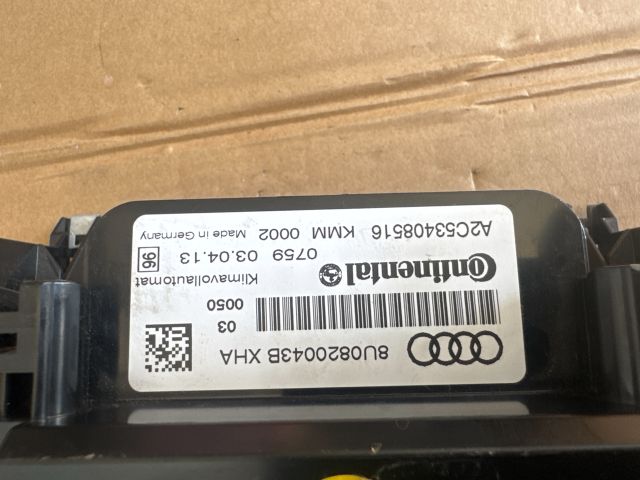 8U0820043B XHA
03
0050
Continental
Klimavollautomat
0759 03.04.13
96
A2C53408516 KMM 0002 Made in Germany